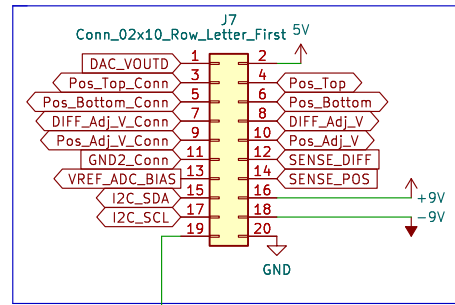 J7
Conn_02x10_Row_Letter_First
5V
DAC_VOUTD 1 2
Pos_Top_Conn 3 4 Pos_Top
Pos_Bottom_Conn 5 6 Pos_Bottom
DIFF_Adj_V_Conn 7 8 DIFF_Adj_V
Pos_Adj_V_Conn 9 10 Pos_Adj_V
GND2_Conn 11 12 SENSE_DIFF
VREF_ADC_BIAS 13 14 SENSE_POS
I2C_SDA 15 16 +9V
I2C_SCL 17 18 -9V
19 20
GND